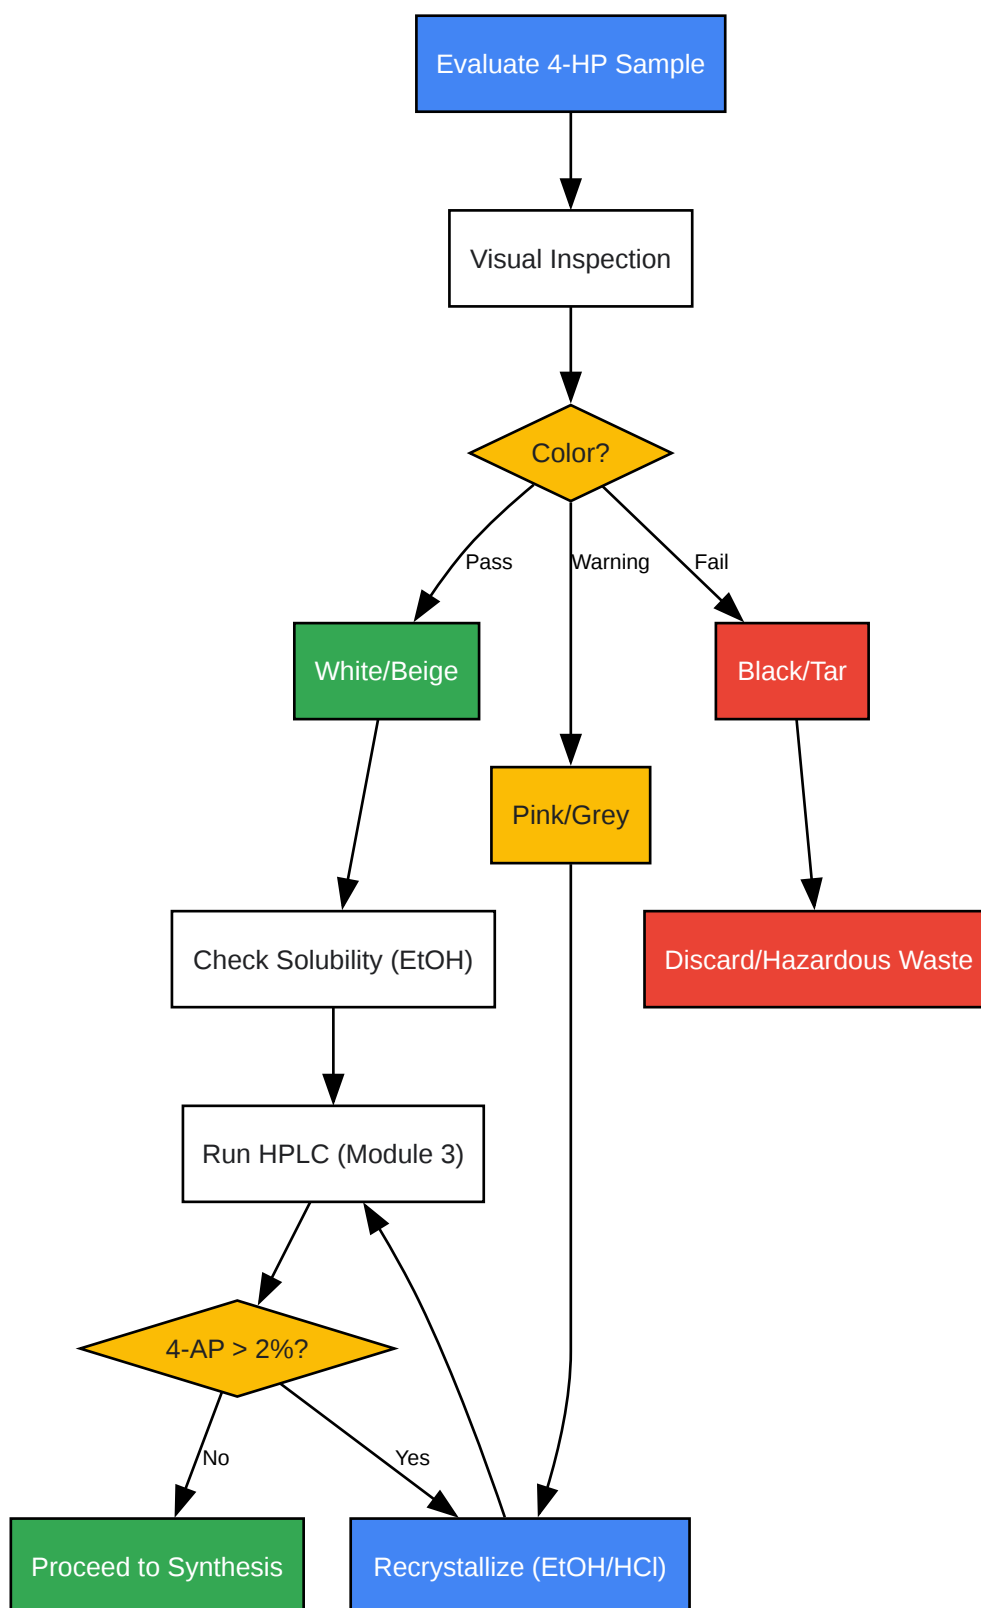 Evaluate 4-HP Sample
Visual Inspection
Color?
Pass
Warning
Fail
White/Beige
Black/Tar
Pink/Grey
Check Solubility (EtOH)
Discard/Hazardous Waste
Run HPLC (Module 3)
4-AP > 2%?
No
Yes
Proceed to Synthesis
Recrystallize (EtOH/HCl)